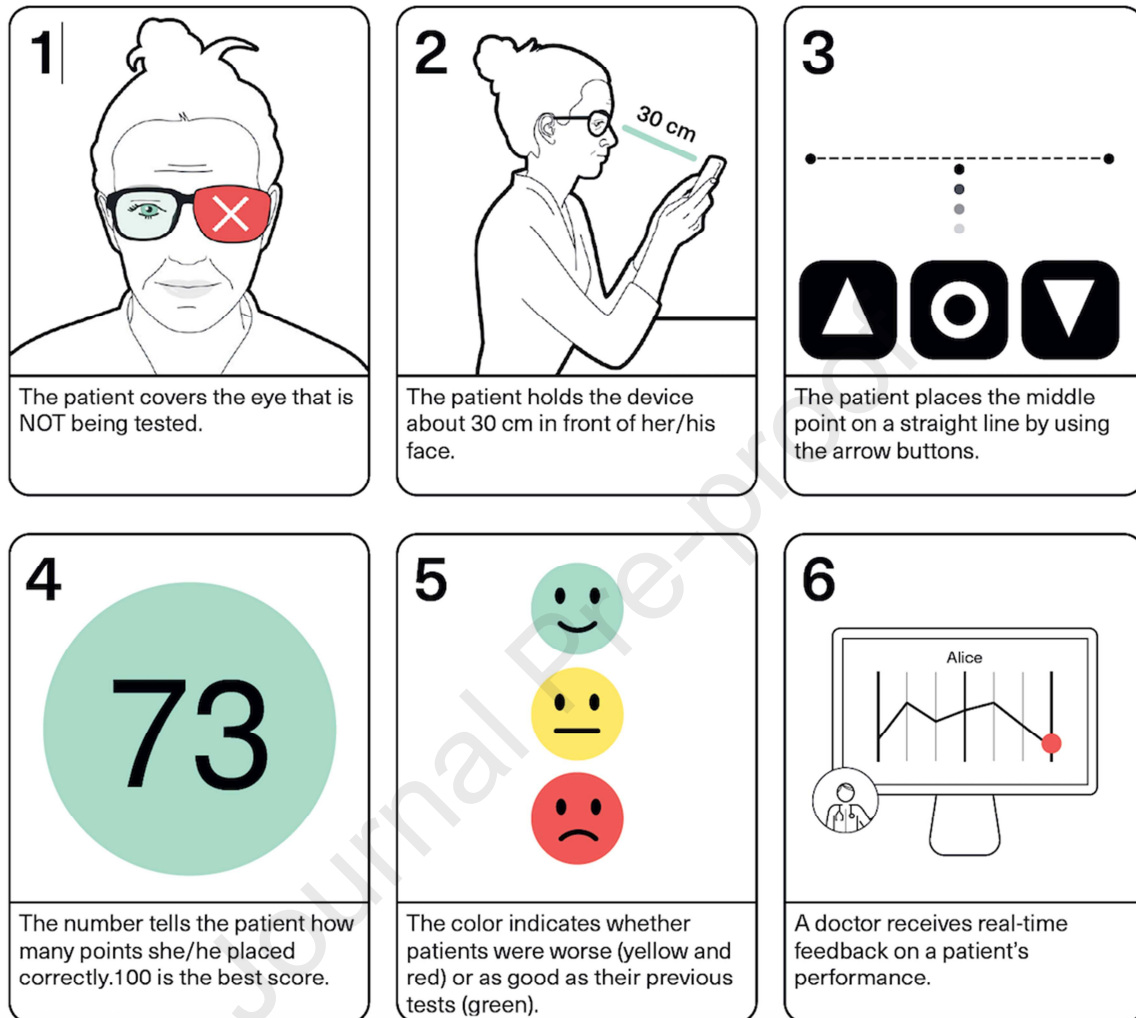 1
The patient covers the eye that is
NOT being tested.
2
30 cm
The patient holds the device
about 30 cm in front of her/his
face.
3
The patient places the middle
point on a straight line by using
the arrow buttons.
4
73
The number tells the patient how
many points she/he placed
correctly.100 is the best score.
5
The color indicates whether
patients were worse (yellow and
red) or as good as their previous
tests (green).
6
Alice
A doctor receives real-time
feedback on a patient's
performance.
Journal Pre-proof